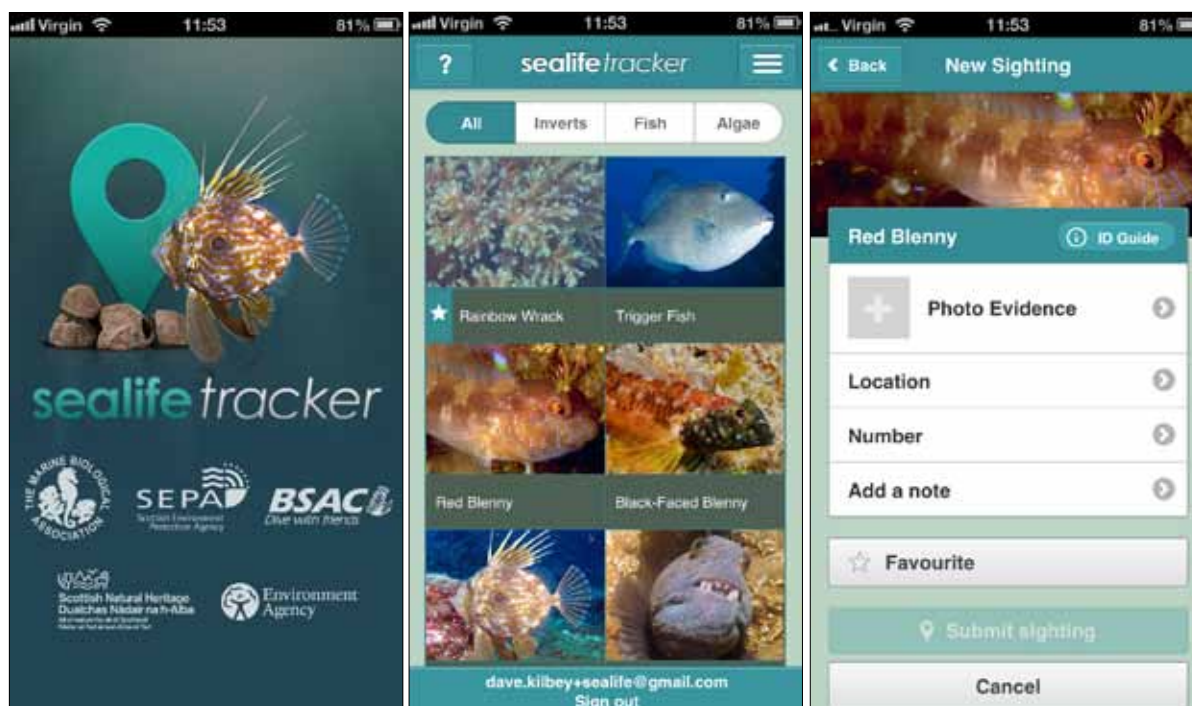 Virgin 11:53 81%
sealife tracker
THE MARINE BIOLOGICAL ASSOCIATION
SEPA
Scottish Environment
Protection Agency
BSAC
Dive with friends
Scottish Natural Heritage
Dualchas Nàdair na h-Alba
Environment
Agency
Virgin 11:53 81%
? sealife tracker
All Inverts Fish Algae
Rainbow Wrack Trigger Fish
Red Blenny Black-Faced Blenny
dave.kilbey+sealife@gmail.com
Sign out
Virgin 11:53 81%
Back New Sighting
Red Blenny ID Guide
Photo Evidence
Location
Number
Add a note
Favourite
Submit sighting
Cancel